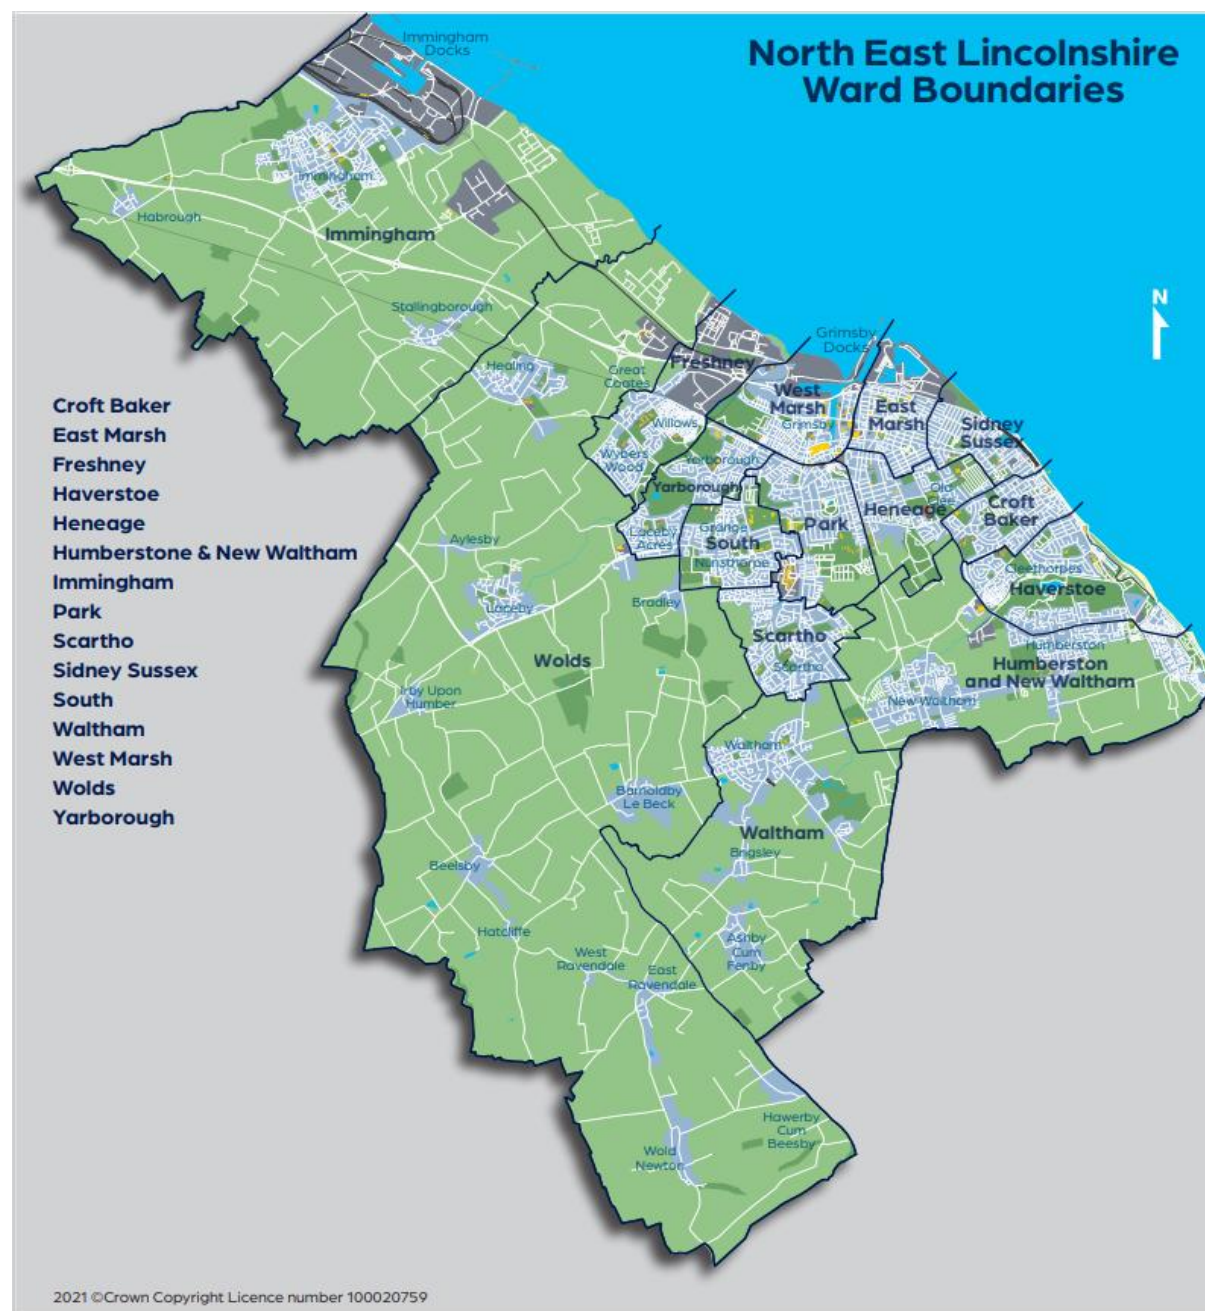 North East Lincolnshire
Ward Boundaries
Immingham
Docks
Immingham
Habrough
Immingham
Stallingborough
N
Grimsby
Docks
Healing
Great
Coates
Freshney
West
Marsh
Grimsby
East
Marsh
Sidney
Sussex
Willows
Wybers
Wood
Yarborough
Yarborough
Old
Clee
Croft
Baker
Heneage
Park
Grange
South
Nunsthorpe
Laceby
Acres
Aylesby
Laceby
Bradley
Cleethorpes
Haverstoe
Scartho
Scartho
Humberston
Humberston
and New Waltham
New Waltham
Wolds
Irby Upon
Humber
Waltham
Barnoldby
Le Beck
Waltham
Brigsley
Beelsby
Hatcliffe
West
Ravendale
East
Ravendale
Ashby
Cum
Fenby
Hawerby
Cum
Beesby
Wold
Newton
Croft Baker
East Marsh
Freshney
Haverstoe
Heneage
Humberstone & New Waltham
Immingham
Park
Scartho
Sidney Sussex
South
Waltham
West Marsh
Wolds
Yarborough
2021 ©Crown Copyright Licence number 100020759